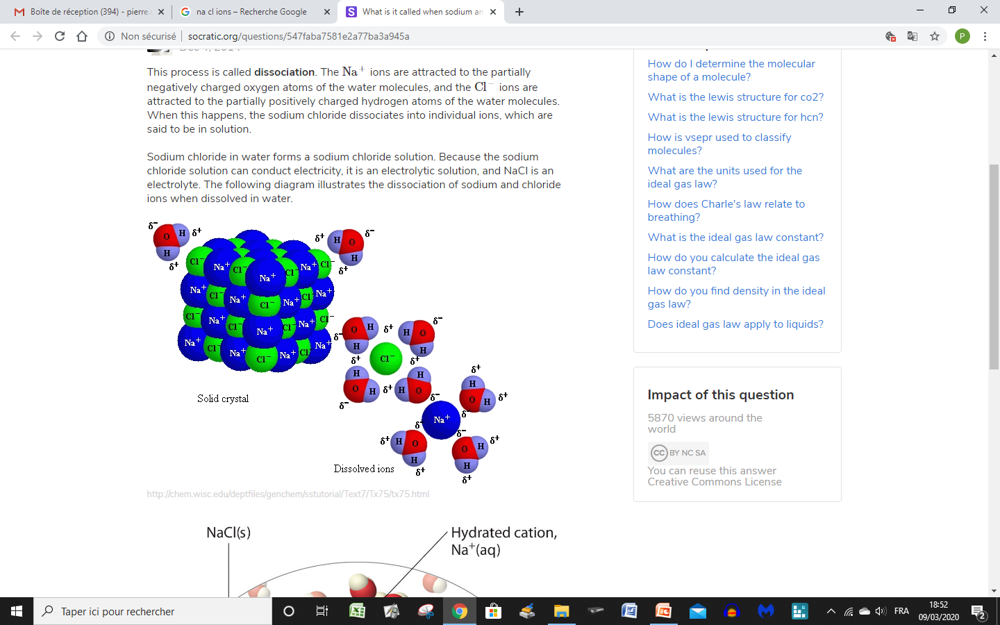 Boîte de réception (394) - pierre.
na cl ions – Recherche Google
What is it called when sodium an
Non sécurisé
socratic.org/questions/547faba7581e2a77ba3a945a
P
This process is called dissociation. The Na⁺ ions are attracted to the partially
negatively charged oxygen atoms of the water molecules, and the Cl⁻ ions are
attracted to the partially positively charged hydrogen atoms of the water molecules.
When this happens, the sodium chloride dissociates into individual ions, which are
said to be in solution.
Sodium chloride in water forms a sodium chloride solution. Because the sodium
chloride solution can conduct electricity, it is an electrolytic solution, and NaCl is an
electrolyte. The following diagram illustrates the dissociation of sodium and chloride
ions when dissolved in water.
δ⁻ O H δ⁺ H δ⁺
δ⁺ H O δ⁻ H δ⁺
Cl⁻ Na⁺ Cl⁻ Na⁺ Cl⁻ Na⁺ Cl⁻
Na⁺ Cl⁻ Na⁺ Cl⁻ Na⁺ Cl Na⁺
Cl⁻ Na⁺ Cl⁻ Na⁺ Cl⁻ Na⁺ Cl⁻
Na⁺ Cl⁻ Na⁺ Cl⁻ Na⁺ Cl Na⁺
δ⁻ O H δ⁺ H O δ⁻
H H
δ⁺ Cl⁻ δ⁺
H H
O H δ⁺ H O δ⁻
δ⁻
δ⁺
H
O H δ⁺
δ⁻
δ⁻ Na⁺ δ⁻
δ⁺ H O O H δ⁺
H H
δ⁺ δ⁺
Solid crystal
Dissolved ions
http://chem.wisc.edu/deptfiles/genchem/sstutorial/Text7/Tx75/tx75.html
NaCl(s)
Hydrated cation,
Na⁺(aq)
How do I determine the molecular
shape of a molecule?
What is the lewis structure for co2?
What is the lewis structure for hcn?
How is vsepr used to classify
molecules?
What are the units used for the
ideal gas law?
How does Charle's law relate to
breathing?
What is the ideal gas law constant?
How do you calculate the ideal gas
law constant?
How do you find density in the ideal
gas law?
Does ideal gas law apply to liquids?
Impact of this question
5870 views around the
world
CC BY NC SA
You can reuse this answer
Creative Commons License
Taper ici pour rechercher
FRA
18:52
09/03/2020
2